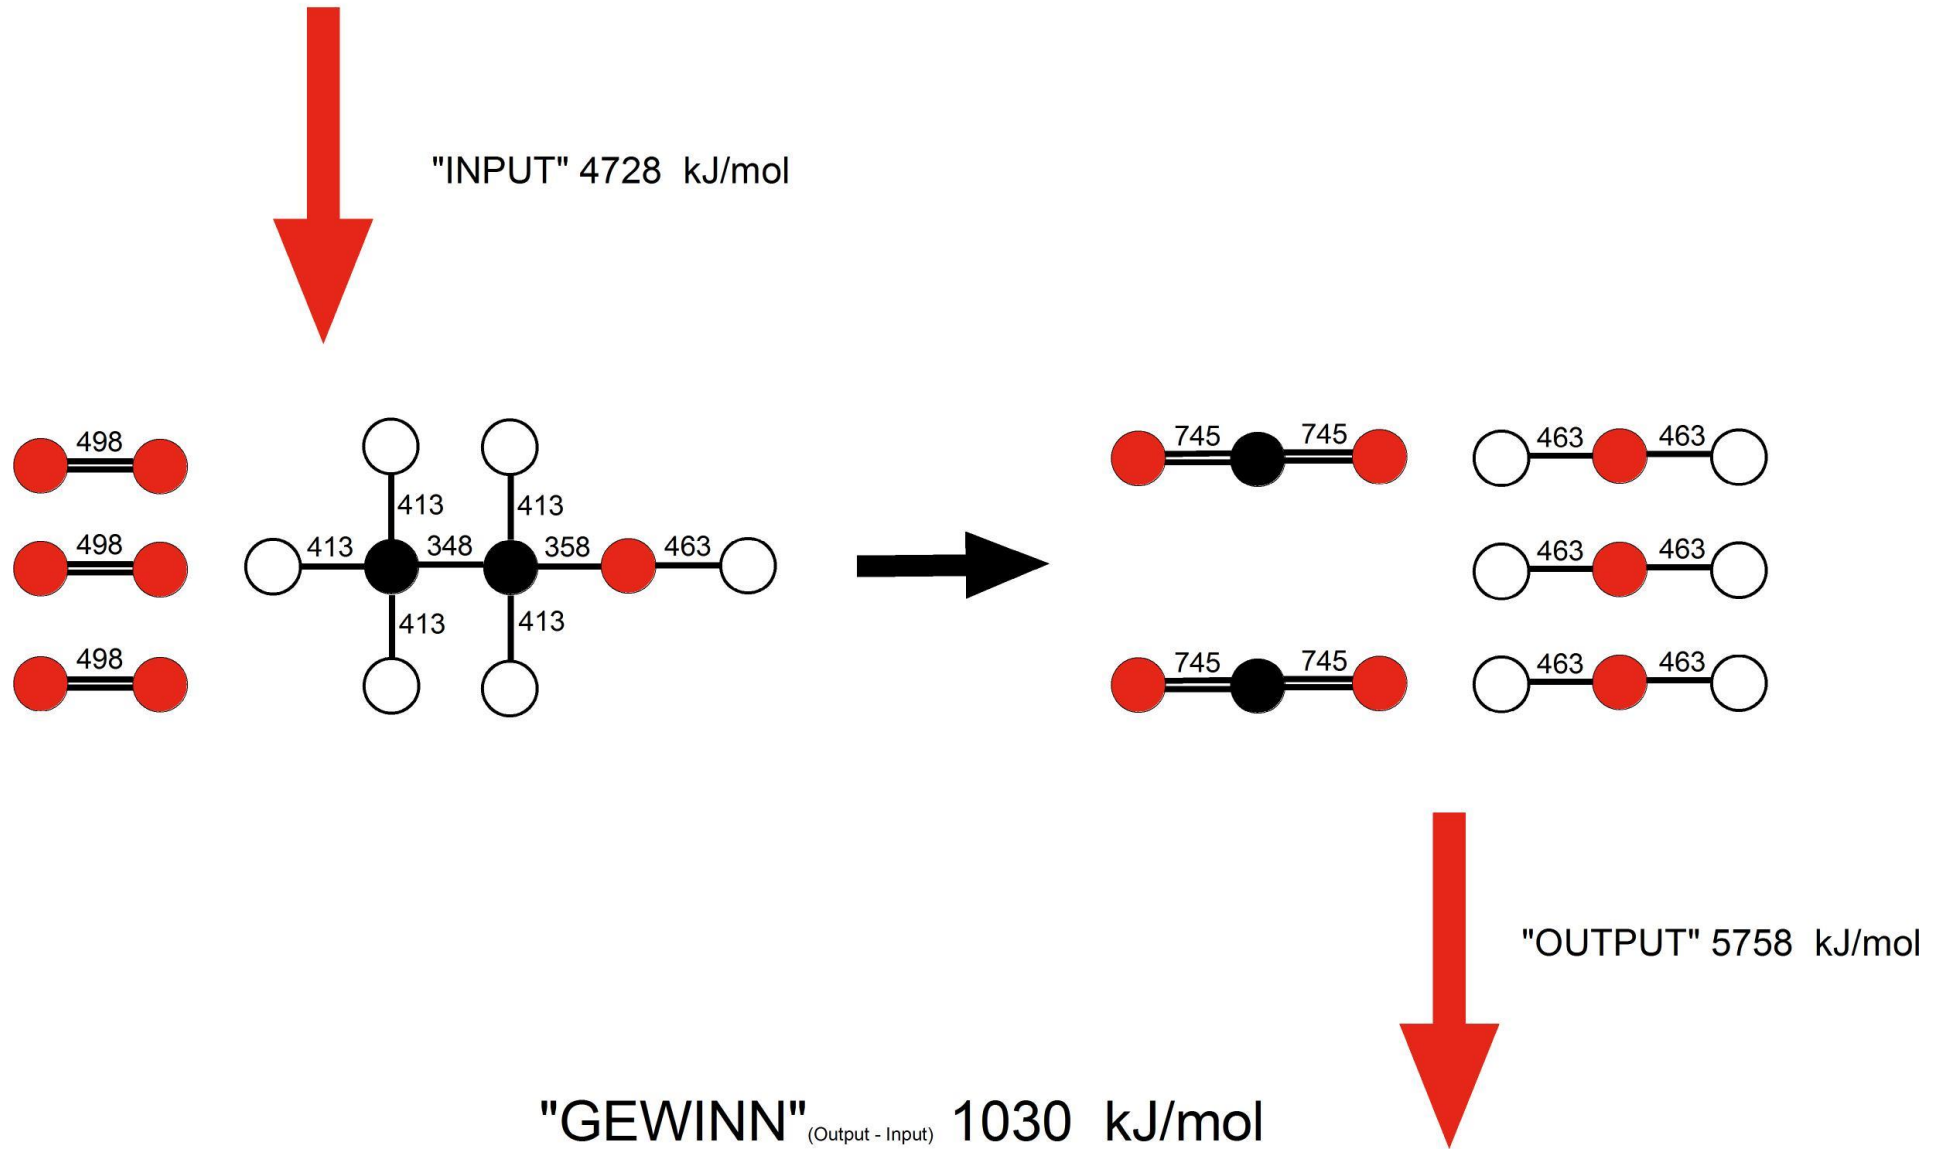 "INPUT" 4728 kJ/mol
498
413 413
498 413 348 358 463
498 413 413
745 745 463 463
463 463
745 745 463 463
"OUTPUT" 5758 kJ/mol
"GEWINN" (Output - Input) 1030 kJ/mol